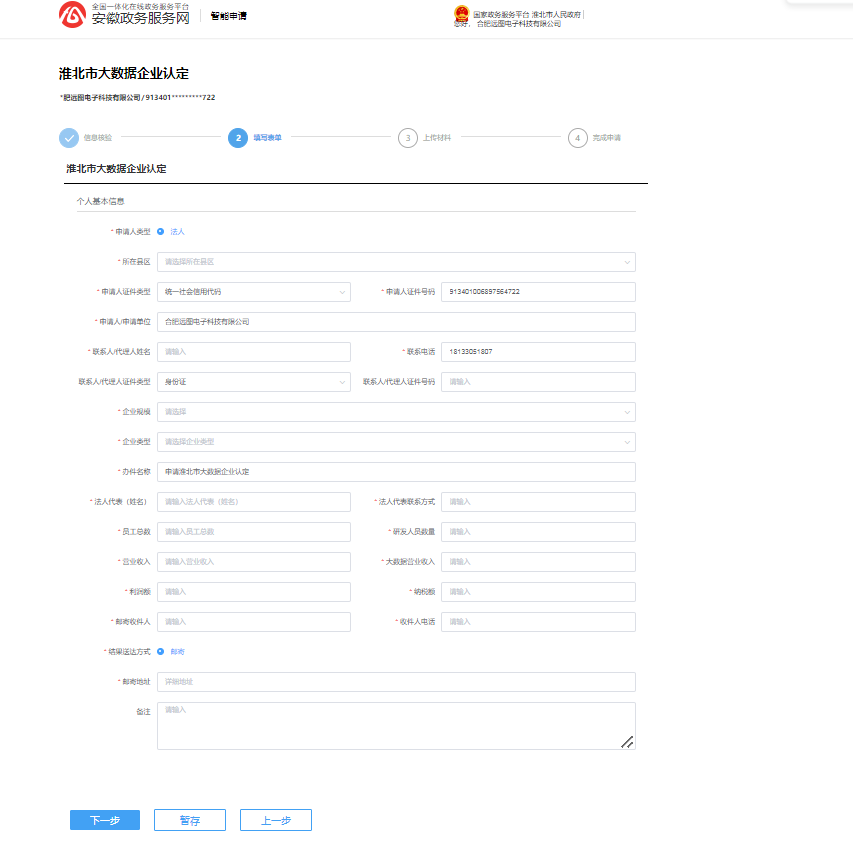 全国一体化在线政务服务平台
安徽政务服务网 智能申请
国家政务服务平台 淮北市人民政府
您好， 合肥远图电子科技有限公司
淮北市大数据企业认定
*肥远图电子科技有限公司/913401*********722
信息核验 2 填写表单 3 上传材料 4 完成申请
淮北市大数据企业认定
个人基本信息
*申请人类型 法人
*所在县区 请选择所在县区
*申请人证件类型 统一社会信用代码 *申请人证件号码 913401006897564722
*申请人/申请单位 合肥远图电子科技有限公司
*联系人/代理人姓名 请输入 *联系电话 18133051807
联系人/代理人证件类型 身份证 联系人/代理人证件号码 请输入
*企业规模 请选择
*企业类型 请选择企业类型
*办件名称 申请淮北市大数据企业认定
*法人代表（姓名） 请输入法人代表（姓名） *法人代表联系方式 请输入
*员工总数 请输入员工总数 *研发人员数量 请输入
*营业收入 请输入营业收入 *大数据营业收入 请输入
*利润额 请输入 *纳税额 请输入
*邮寄收件人 请输入 *收件人电话 请输入
*结果送达方式 邮寄
*邮寄地址 详细地址
备注 请输入
下一步 暂存 上一步